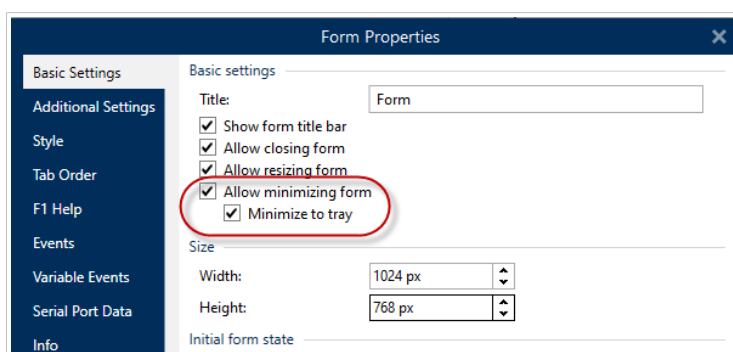 Form Properties
Basic Settings
Additional Settings
Style
Tab Order
F1 Help
Events
Variable Events
Serial Port Data
Info
Basic settings
Title: Form
Show form title bar
Allow closing form
Allow resizing form
Allow minimizing form
Minimize to tray
Size
Width: 1024 px
Height: 768 px
Initial form state